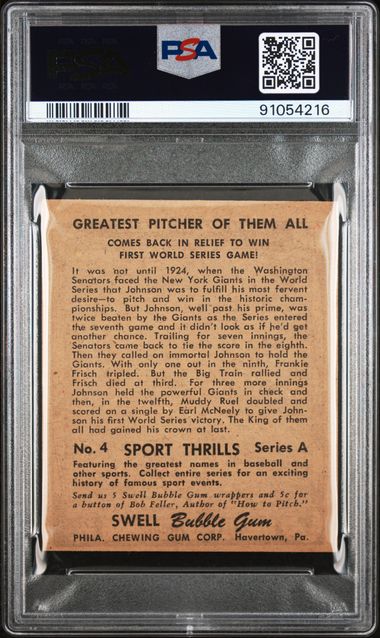 PSA
PSA
91054216
GREATEST PITCHER OF THEM ALL
COMES BACK IN RELIEF TO WIN
FIRST WORLD SERIES GAME!
It was not until 1924, when the Washington
Senators faced the New York Giants in the World
Series that Johnson was to fulfill his most fervent
desire—to pitch and win in the historic cham-
pionships. But Johnson, well past his prime, was
twice beaten by the Giants as the Series entered
the seventh game and it didn't look as if he'd get
another chance. Trailing for seven innings, the
Senators came back to tie the score in the eighth.
Then they called on immortal Johnson to hold the
Giants. With only one out in the ninth, Frankie
Frisch tripled. But the Big Train rallied and
Frisch died at third. For three more innings
Johnson held the powerful Giants in check and
then, in the twelfth, Muddy Ruel doubled and
scored on a single by Earl McNeely to give John-
son his first World Series victory. The King of them
all had gained his crown at last.
No. 4 SPORT THRILLS Series A
Featuring the greatest names in baseball and
other sports. Collect entire series for an exciting
history of famous sport events.
Send us 5 Swell Bubble Gum wrappers and 5c for
a button of Bob Feller, Author of "How to Pitch."
SWELL Bubble Gum
PHILA. CHEWING GUM CORP. Havertown, Pa.